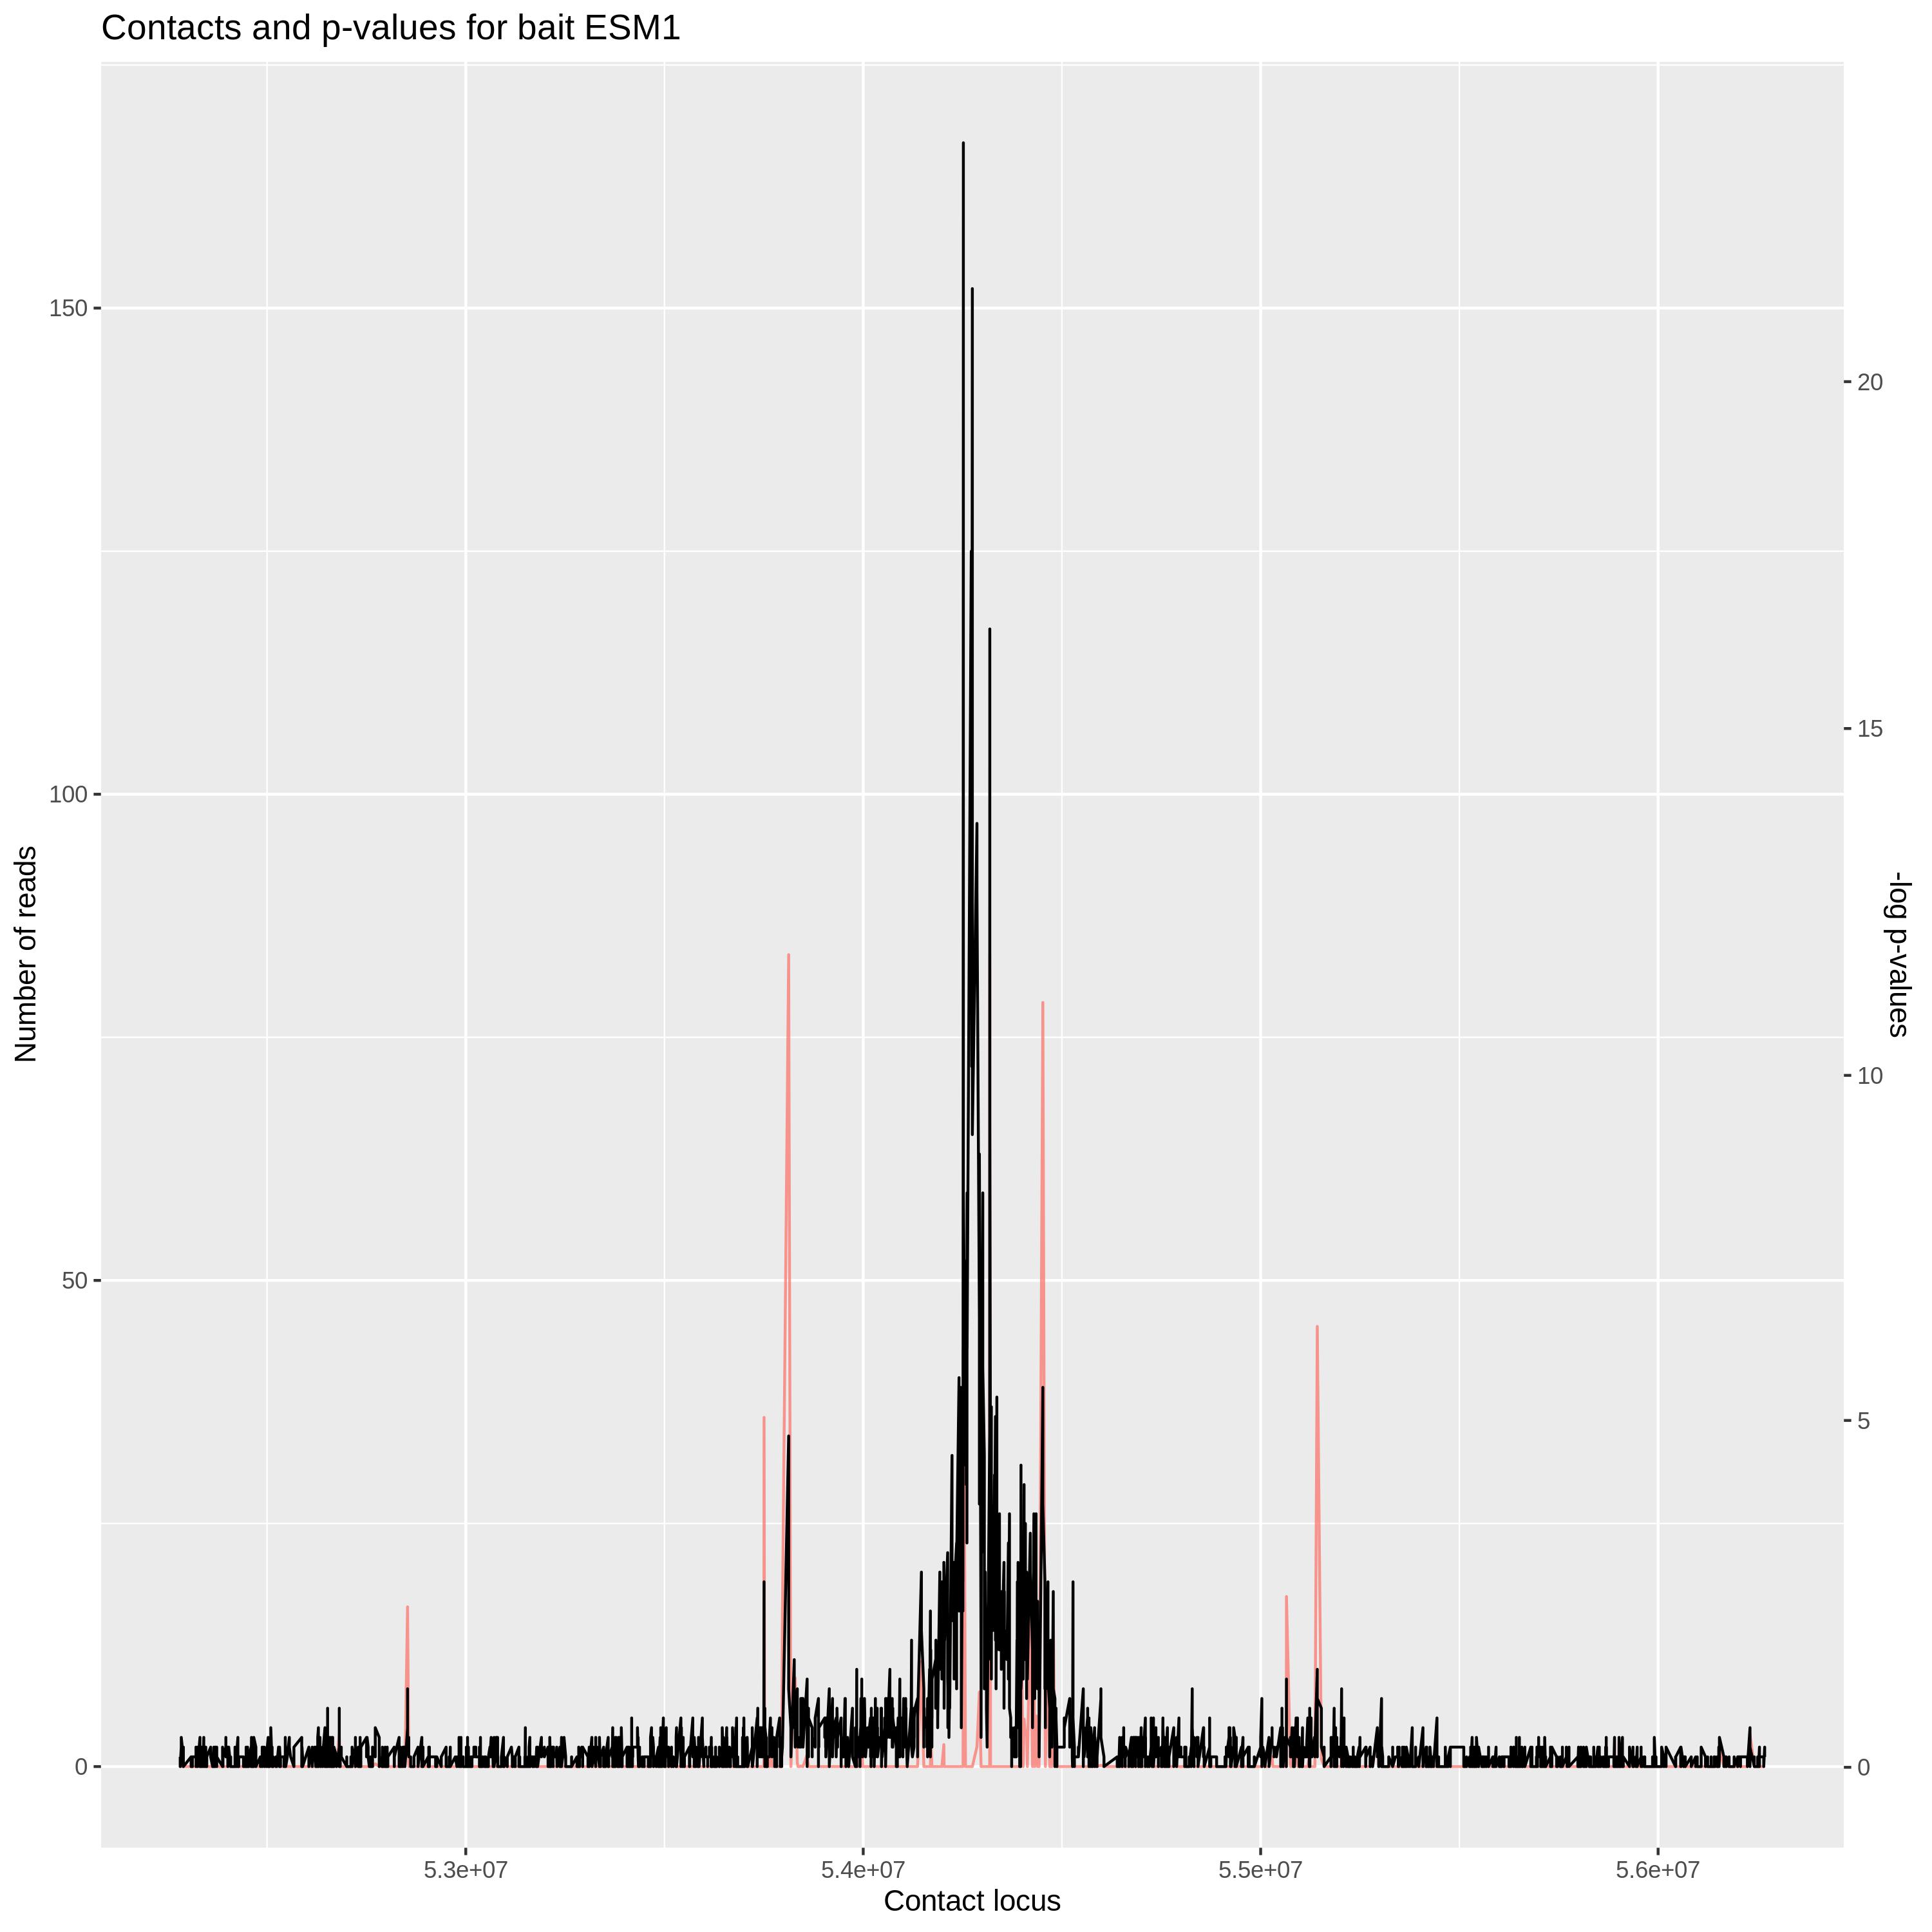 Contacts and p-values for bait ESM1
150
100
50
0
Number of reads
20
15
10
5
0
-log p-values
5.3e+07
5.4e+07
5.5e+07
5.6e+07
Contact locus